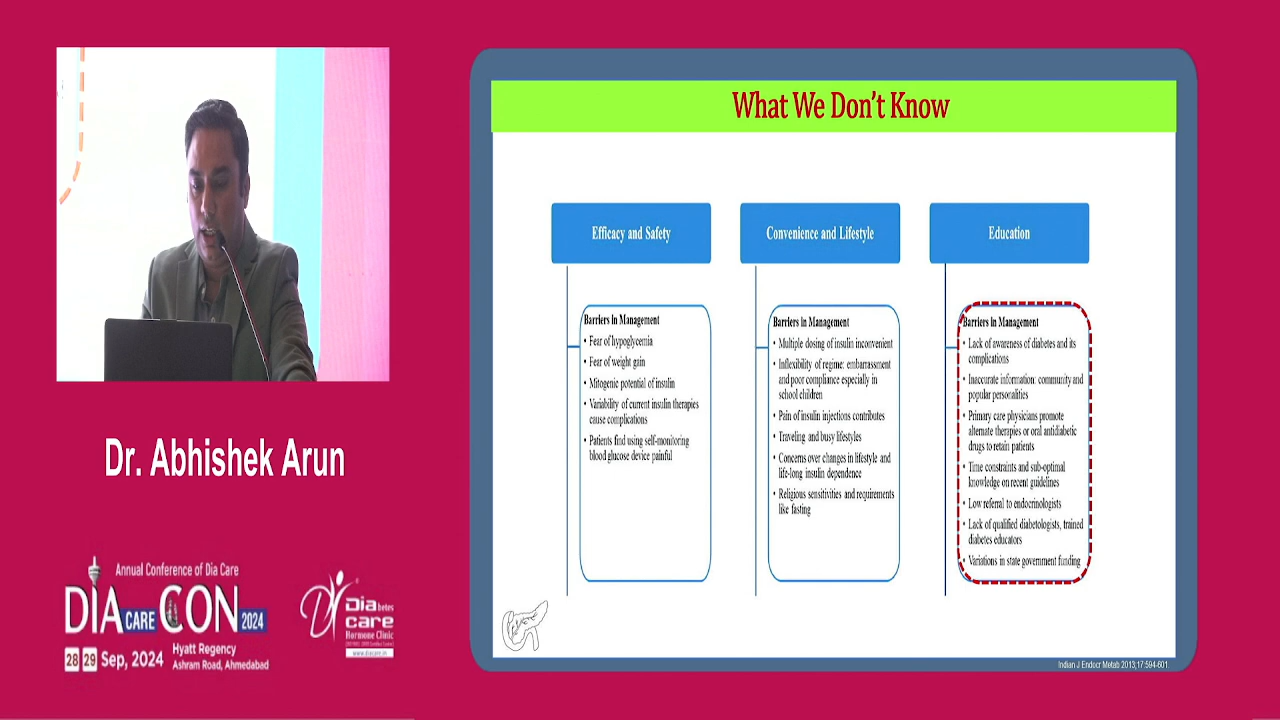 What We Don't Know
Efficacy and Safety
Barriers in Management
• Fear of hypoglycemia
• Fear of weight gain
• Mitogenic potential of insulin
• Variability of current insulin therapies
cause complications
• Patients find using self-monitoring
blood glucose device painful
Convenience and Lifestyle
Barriers in Management
• Multiple dosing of insulin inconvenient
• Inflexibility of regime: embarrassment
and poor compliance especially in
school children
• Pain of insulin injections contributes
• Traveling and busy lifestyles
• Concerns over changes in lifestyle and
life-long insulin dependence
• Religious sensitivities and requirements
like fasting
Education
Barriers in Management
• Lack of awareness of diabetes and its
complications
• Inaccurate information: community and
popular personalities
• Primary care physicians promote
alternate therapies or oral antidiabetic
drugs to retain patients
• Time constraints and sub-optimal
knowledge on recent guidelines
• Low referral to endocrinologists
• Lack of qualified diabetologists, trained
diabetes educators
• Variations in state government funding
Indian J Endocr Metab 2013;17:594-601.
Dr. Abhishek Arun
Annual Conference of Dia Care
DIA CARE CON 2024
28 29 Sep, 2024
Hyatt Regency
Ashram Road, Ahmedabad
Diabetes
care
Hormone Clinic
www.diacare.in